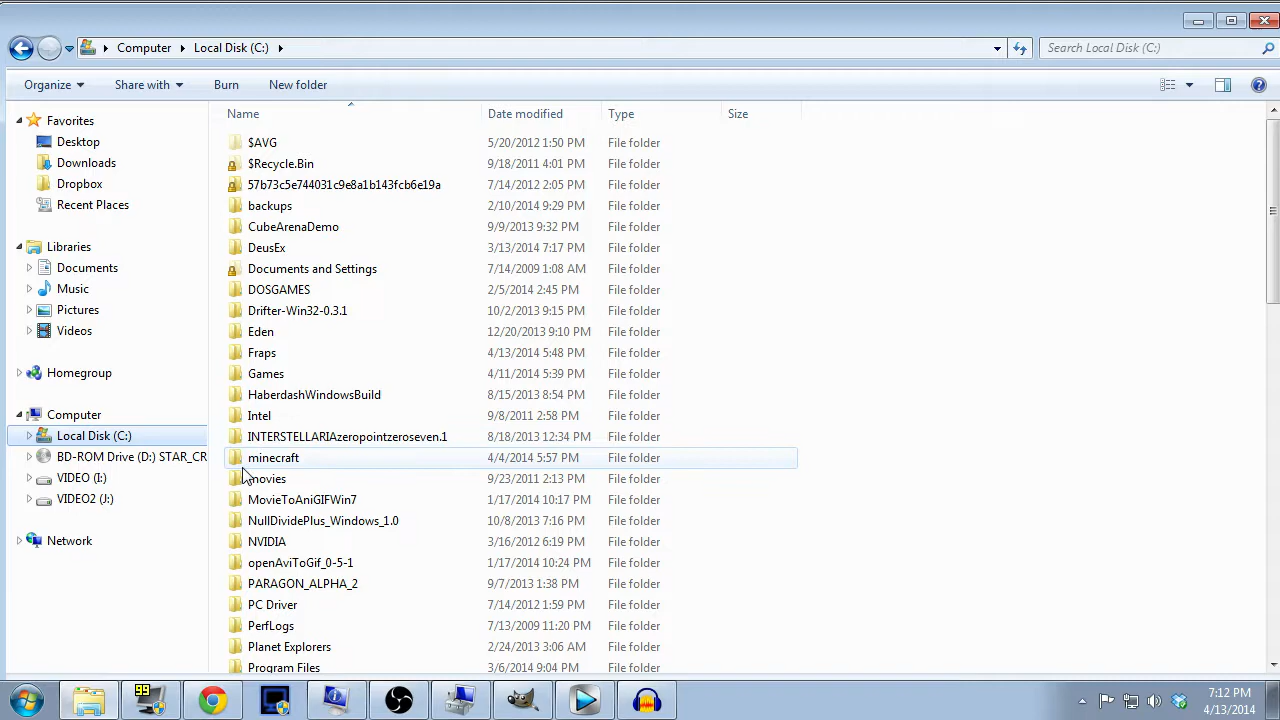 Computer Local Disk (C:) Search Local Disk (C:)
Organize Share with Burn New folder
Favorites
Desktop
Downloads
Dropbox
Recent Places
Libraries
Documents
Music
Pictures
Videos
Homegroup
Computer
Local Disk (C:)
BD-ROM Drive (D:) STAR_CR
VIDEO (I:)
VIDEO2 (J:)
Network
Name Date modified Type Size
$AVG 5/20/2012 1:50 PM File folder
$Recycle.Bin 9/18/2011 4:01 PM File folder
57b73c5e744031c9e8a1b143fcb6e19a 7/14/2012 2:05 PM File folder
backups 2/10/2014 9:29 PM File folder
CubeArenaDemo 9/9/2013 9:32 PM File folder
DeusEx 3/13/2014 7:17 PM File folder
Documents and Settings 7/14/2009 1:08 AM File folder
DOSGAMES 2/5/2014 2:45 PM File folder
Drifter-Win32-0.3.1 10/2/2013 9:15 PM File folder
Eden 12/20/2013 9:10 PM File folder
Fraps 4/13/2014 5:48 PM File folder
Games 4/11/2014 5:39 PM File folder
HaberdashWindowsBuild 8/15/2013 8:54 PM File folder
Intel 9/8/2011 2:58 PM File folder
INTERSTELLARIAzeropointzeroseven.1 8/18/2013 12:34 PM File folder
minecraft 4/4/2014 5:57 PM File folder
movies 9/23/2011 2:13 PM File folder
MovieToAniGIFWin7 1/17/2014 10:17 PM File folder
NullDividePlus_Windows_1.0 10/8/2013 7:16 PM File folder
NVIDIA 3/16/2012 6:19 PM File folder
openAviToGif_0-5-1 1/17/2014 10:24 PM File folder
PARAGON_ALPHA_2 9/7/2013 1:38 PM File folder
PC Driver 7/14/2012 1:59 PM File folder
PerfLogs 7/13/2009 11:20 PM File folder
Planet Explorers 2/24/2013 3:06 AM File folder
Program Files 3/6/2014 9:04 PM File folder
99
7:12 PM
4/13/2014